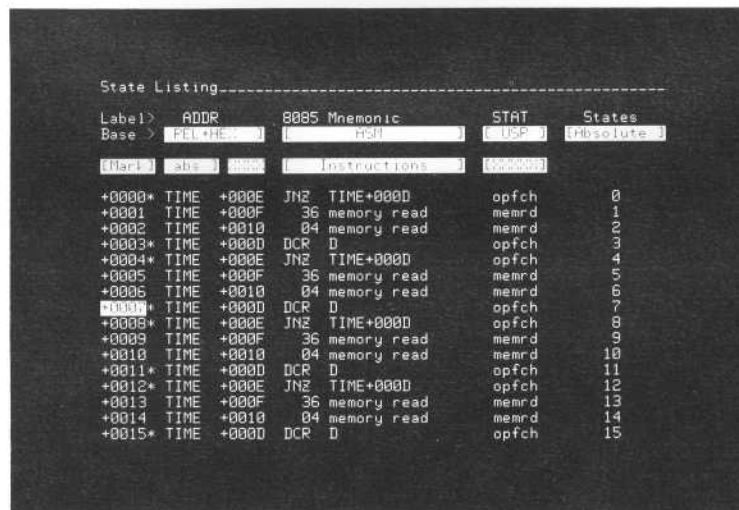 State Listing
Label> ADDR 8085 Mnemonic STAT States
Base > REL+HEX ] [ ASM ] [ USP ] [Absolute ]
[Mark] abs ] [ Instructions ]
+0000* TIME +000E JNZ TIME+000D opfch 0
+0001 TIME +000F 36 memory read memrd 1
+0002 TIME +0010 04 memory read memrd 2
+0003* TIME +000D DCR D opfch 3
+0004* TIME +000E JNZ TIME+000D opfch 4
+0005 TIME +000F 36 memory read memrd 5
+0006 TIME +0010 04 memory read memrd 6
+0007* TIME +000D DCR D opfch 7
+0008* TIME +000E JNZ TIME+000D opfch 8
+0009 TIME +000F 36 memory read memrd 9
+0010 TIME +0010 04 memory read memrd 10
+0011* TIME +000D DCR D opfch 11
+0012* TIME +000E JNZ TIME+000D opfch 12
+0013 TIME +000F 36 memory read memrd 13
+0014 TIME +0010 04 memory read memrd 14
+0015* TIME +000D DCR D opfch 15